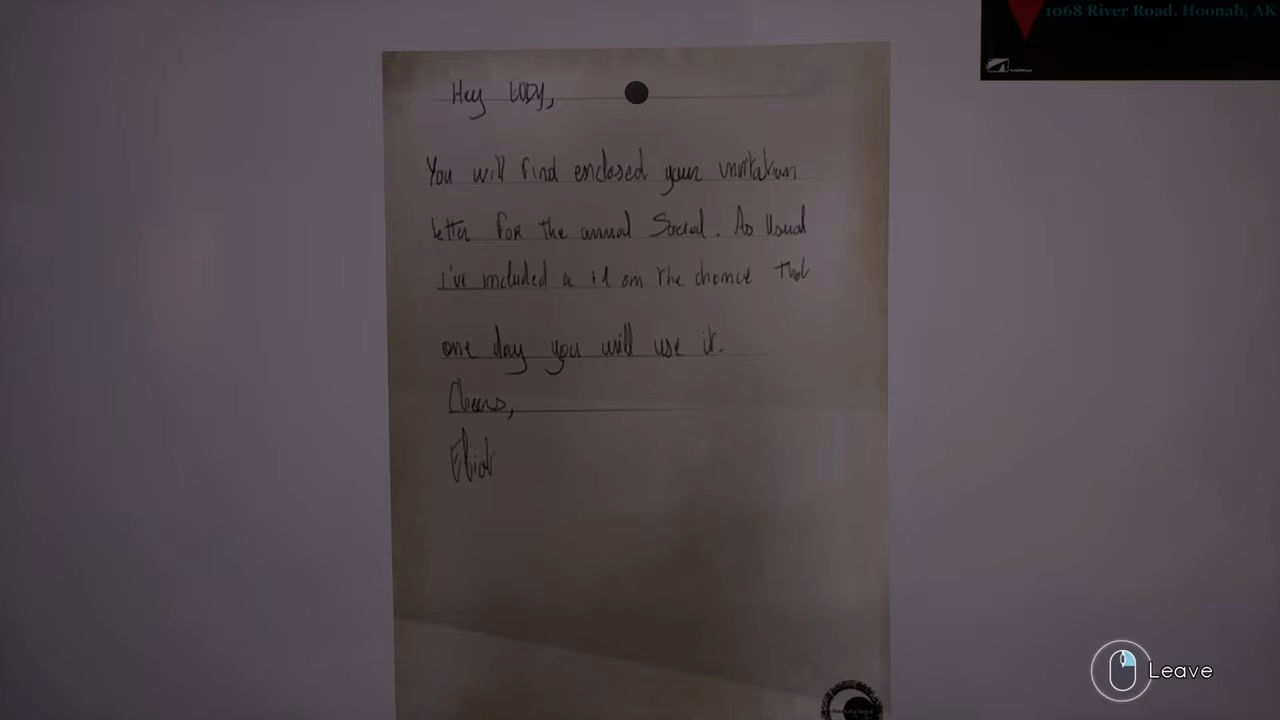 1068 River Road. Hoonah, AK
Hey LODY,
You will find enclosed your invitation
letter for the annual Social. As Usual
I've included a +1 on the chance that
one day you will use it.
Cheers,
Eliot
Leave